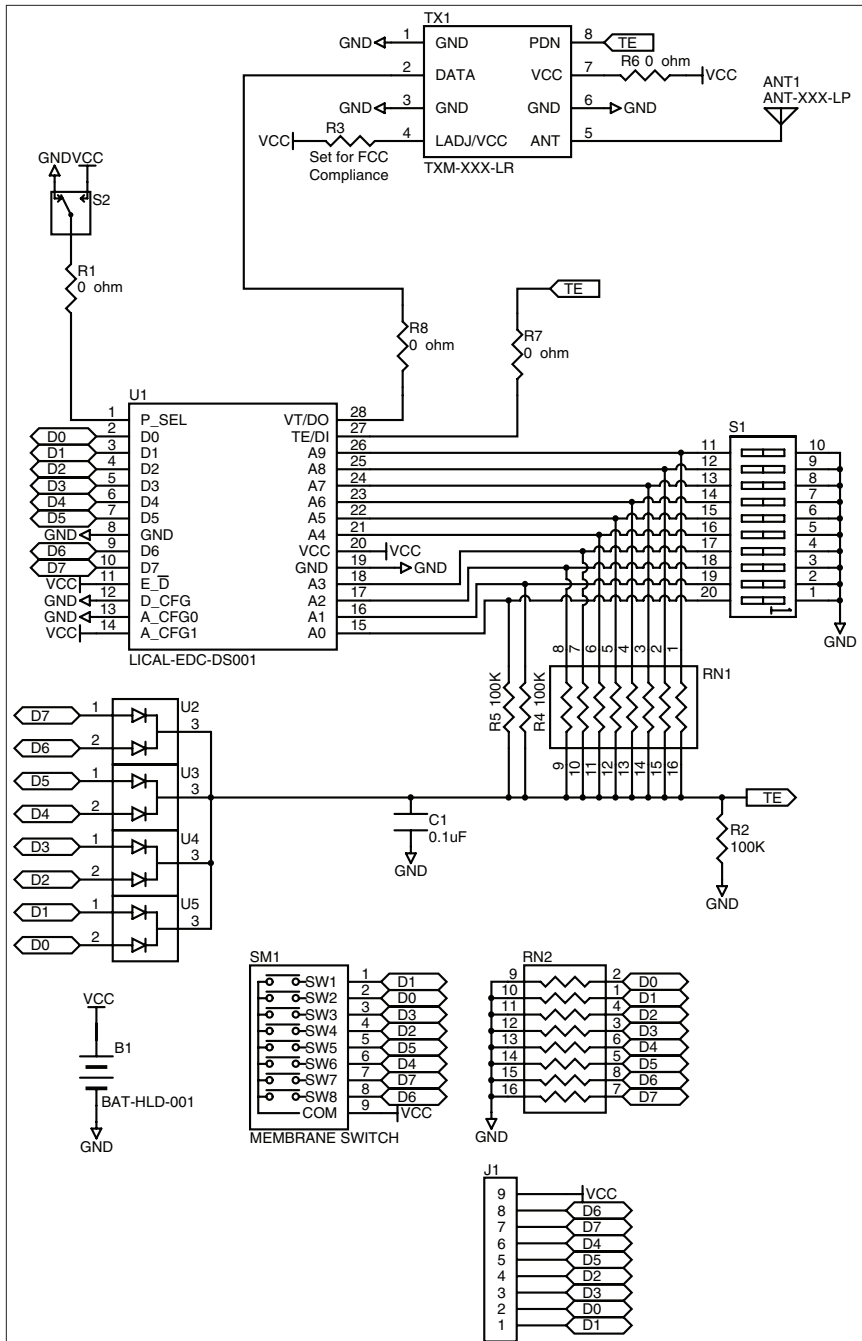 TX1
GND 1 GND PDN 8 TE
2 DATA VCC 7 R6 0 ohm VCC
GND 3 GND GND 6 GND
VCC R3 4 LADJ/VCC ANT 5
Set for FCC
Compliance
TXM-XXX-LR
ANT1
ANT-XXX-LP
GND VCC
S2
R1
0 ohm
R8
0 ohm
TE
R7
0 ohm
U1
1 P_SEL VT/DO 28
D0 2 D0 TE/DI 27
D1 3 D1 A9 26
D2 4 D2 A8 25
D3 5 D3 A7 24
D4 6 D4 A6 23
D5 7 D5 A5 22
GND 8 GND A4 21
D6 9 D6 VCC 20 VCC
D7 10 D7 GND 19 GND
VCC 11 E_D̅ A3 18
GND 12 D_CFG A2 17
GND 13 A_CFG0 A1 16
VCC 14 A_CFG1 A0 15
LICAL-EDC-DS001
S1
11 10
12 9
13 8
14 7
15 6
16 5
17 4
18 3
19 2
20 1
GND
R5 100K
R4 100K
8 7 6 5 4 3 2 1
RN1
9 10 11 12 13 14 15 16
D7 1 U2
3
D6 2
D5 1 U3
3
D4 2
D3 1 U4
3
D2 2
D1 1 U5
3
D0 2
C1
0.1uF
GND
TE
R2
100K
GND
VCC
B1
BAT-HLD-001
GND
SM1
SW1 1 D1
SW2 2 D0
SW3 3 D3
SW4 4 D2
SW5 5 D5
SW6 6 D4
SW7 7 D7
SW8 8 D6
COM 9 VCC
MEMBRANE SWITCH
RN2
9 2 D0
10 1 D1
11 4 D2
12 3 D3
13 6 D4
14 5 D5
15 8 D6
16 7 D7
GND
J1
9 VCC
8 D6
7 D7
6 D4
5 D5
4 D2
3 D3
2 D0
1 D1